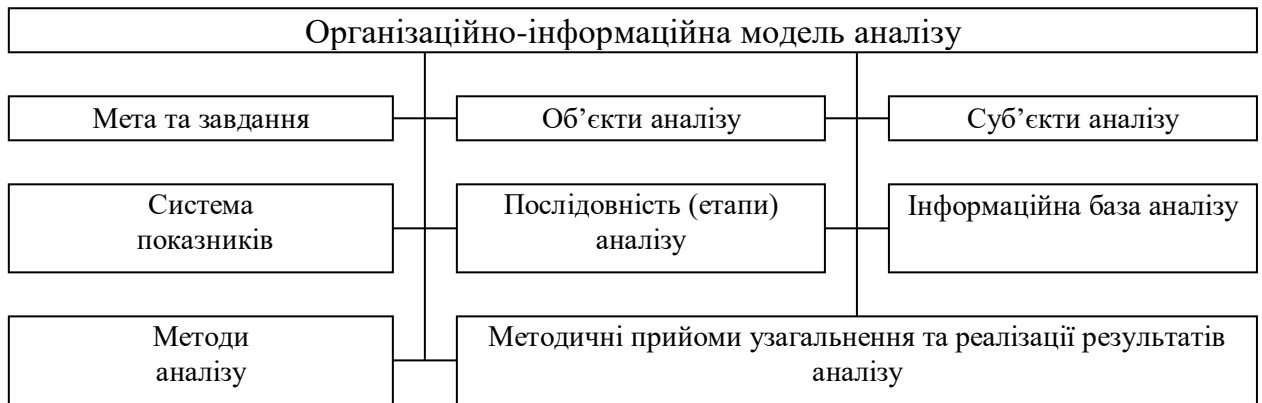 Організаційно-інформаційна модель аналізу
Мета та завдання
Об’єкти аналізу
Суб’єкти аналізу
Система
показників
Послідовність (етапи)
аналізу
Інформаційна база аналізу
Методи
аналізу
Методичні прийоми узагальнення та реалізації результатів
аналізу